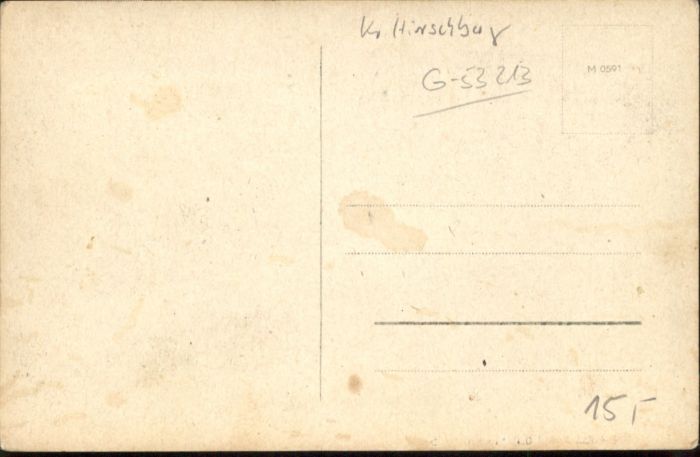 Kr. Hirschberg
G-53213
M 0591
15,-